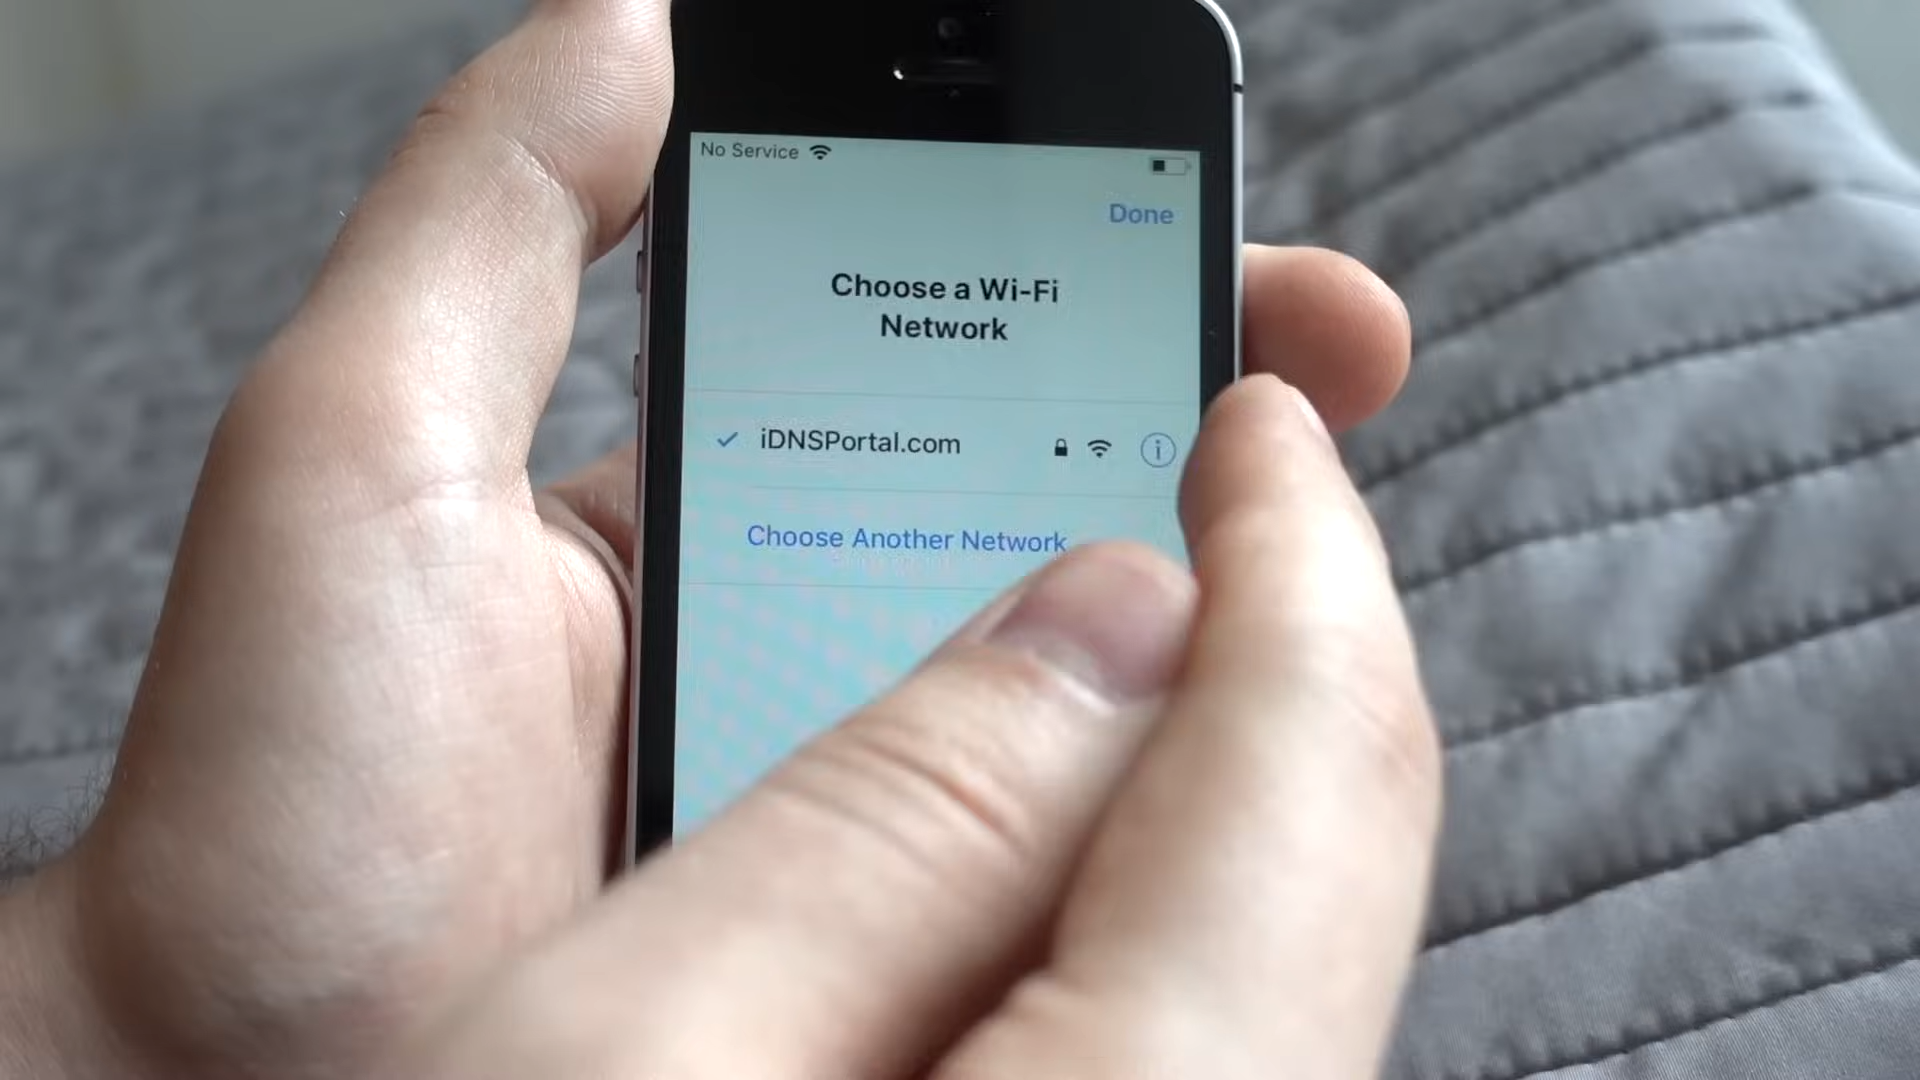 No Service
Done
Choose a Wi-Fi
Network
iDNSPortal.com
Choose Another Network